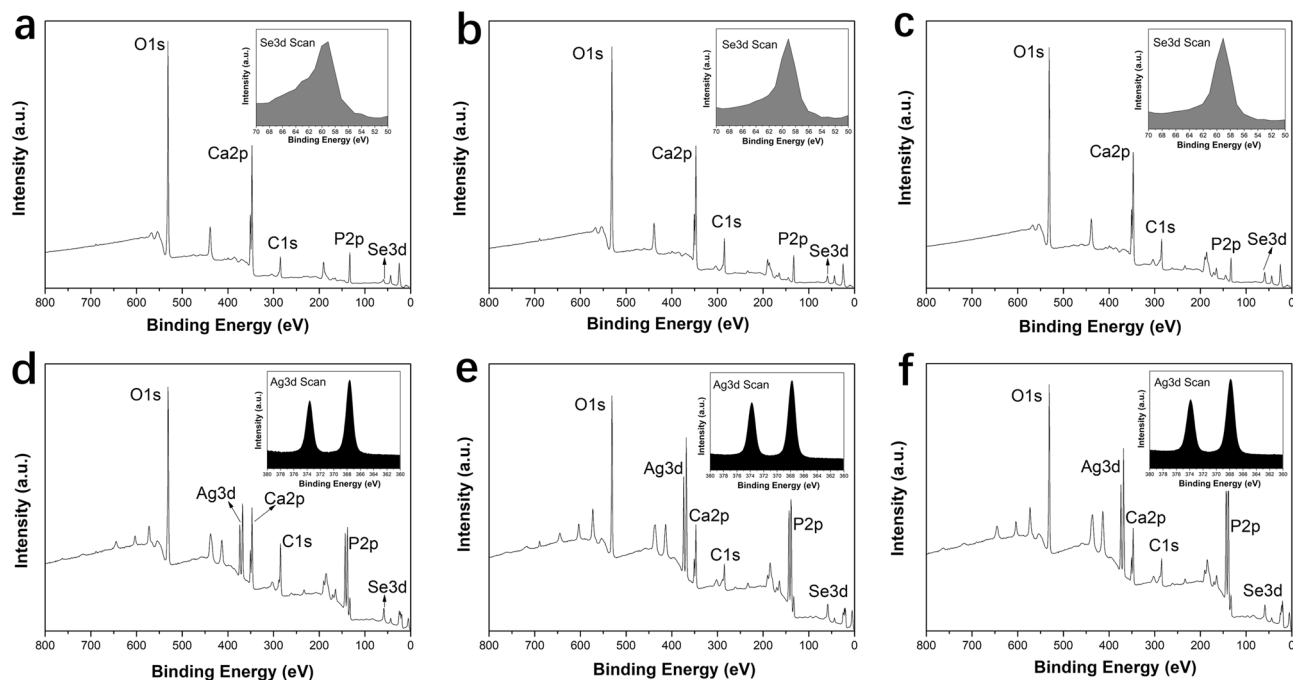 a
O1s
Se3d Scan
Intensity (a.u.)
70 68 66 64 62 60 58 56 54 52 50
Binding Energy (eV)
Ca2p
C1s
P2p
Se3d
Intensity (a.u.)
800 700 600 500 400 300 200 100 0
Binding Energy (eV)
b
O1s
Se3d Scan
Intensity (a.u.)
70 68 66 64 62 60 58 56 54 52 50
Binding Energy (eV)
Ca2p
C1s
P2p
Se3d
Intensity (a.u.)
800 700 600 500 400 300 200 100 0
Binding Energy (eV)
c
O1s
Se3d Scan
Intensity (a.u.)
70 68 66 64 62 60 58 56 54 52 50
Binding Energy (eV)
Ca2p
C1s
P2p
Se3d
Intensity (a.u.)
800 700 600 500 400 300 200 100 0
Binding Energy (eV)
d
O1s
Ag3d Scan
Intensity (a.u.)
380 378 376 374 372 370 368 366 364 362 360
Binding Energy (eV)
Ag3d
Ca2p
C1s
P2p
Se3d
Intensity (a.u.)
800 700 600 500 400 300 200 100 0
Binding Energy (eV)
e
O1s
Ag3d Scan
Intensity (a.u.)
380 378 376 374 372 370 368 366 364 362 360
Binding Energy (eV)
Ag3d
Ca2p
C1s
P2p
Se3d
Intensity (a.u.)
800 700 600 500 400 300 200 100 0
Binding Energy (eV)
f
O1s
Ag3d Scan
Intensity (a.u.)
380 378 376 374 372 370 368 366 364 362 360
Binding Energy (eV)
Ag3d
Ca2p
C1s
P2p
Se3d
Intensity (a.u.)
800 700 600 500 400 300 200 100 0
Binding Energy (eV)